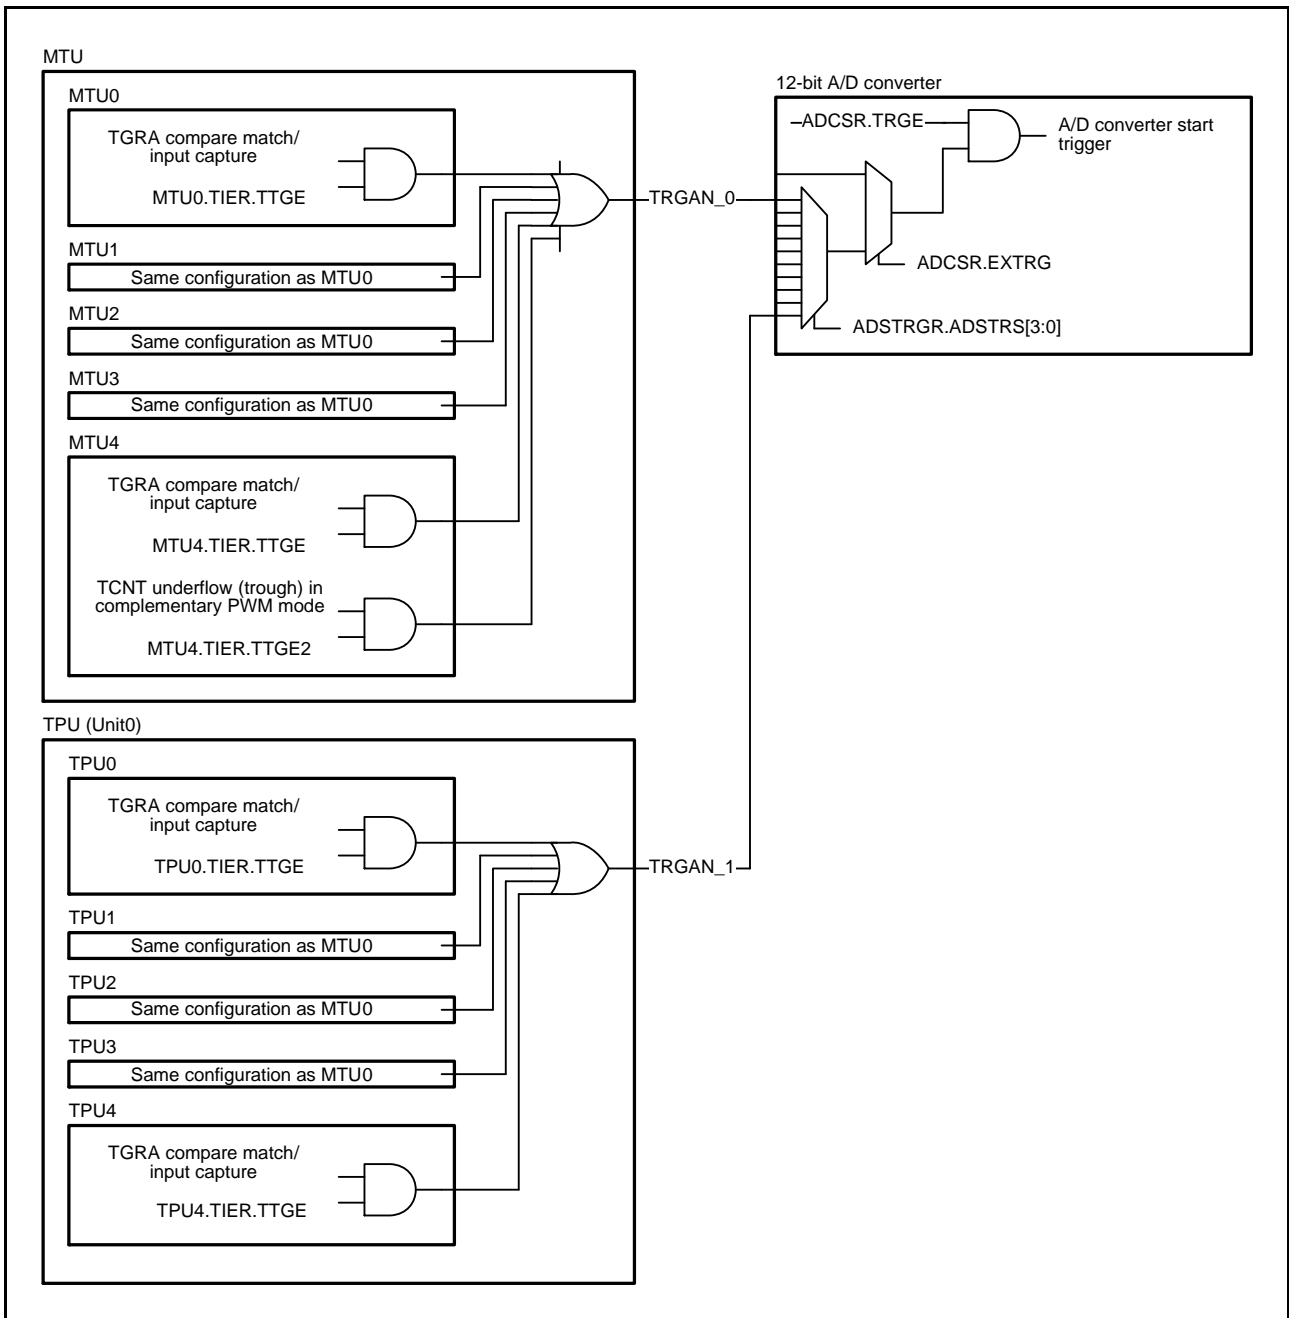 MTU
MTU0
TGRA compare match/
input capture
MTU0.TIER.TTGE
MTU1
Same configuration as MTU0
MTU2
Same configuration as MTU0
MTU3
Same configuration as MTU0
MTU4
TGRA compare match/
input capture
MTU4.TIER.TTGE
TCNT underflow (trough) in
complementary PWM mode
MTU4.TIER.TTGE2
TRGAN_0
12-bit A/D converter
ADCSR.TRGE
A/D converter start
trigger
ADCSR.EXTRG
ADSTRGR.ADSTRS[3:0]
TPU (Unit0)
TPU0
TGRA compare match/
input capture
TPU0.TIER.TTGE
TPU1
Same configuration as MTU0
TPU2
Same configuration as MTU0
TPU3
Same configuration as MTU0
TPU4
TGRA compare match/
input capture
TPU4.TIER.TTGE
TRGAN_1